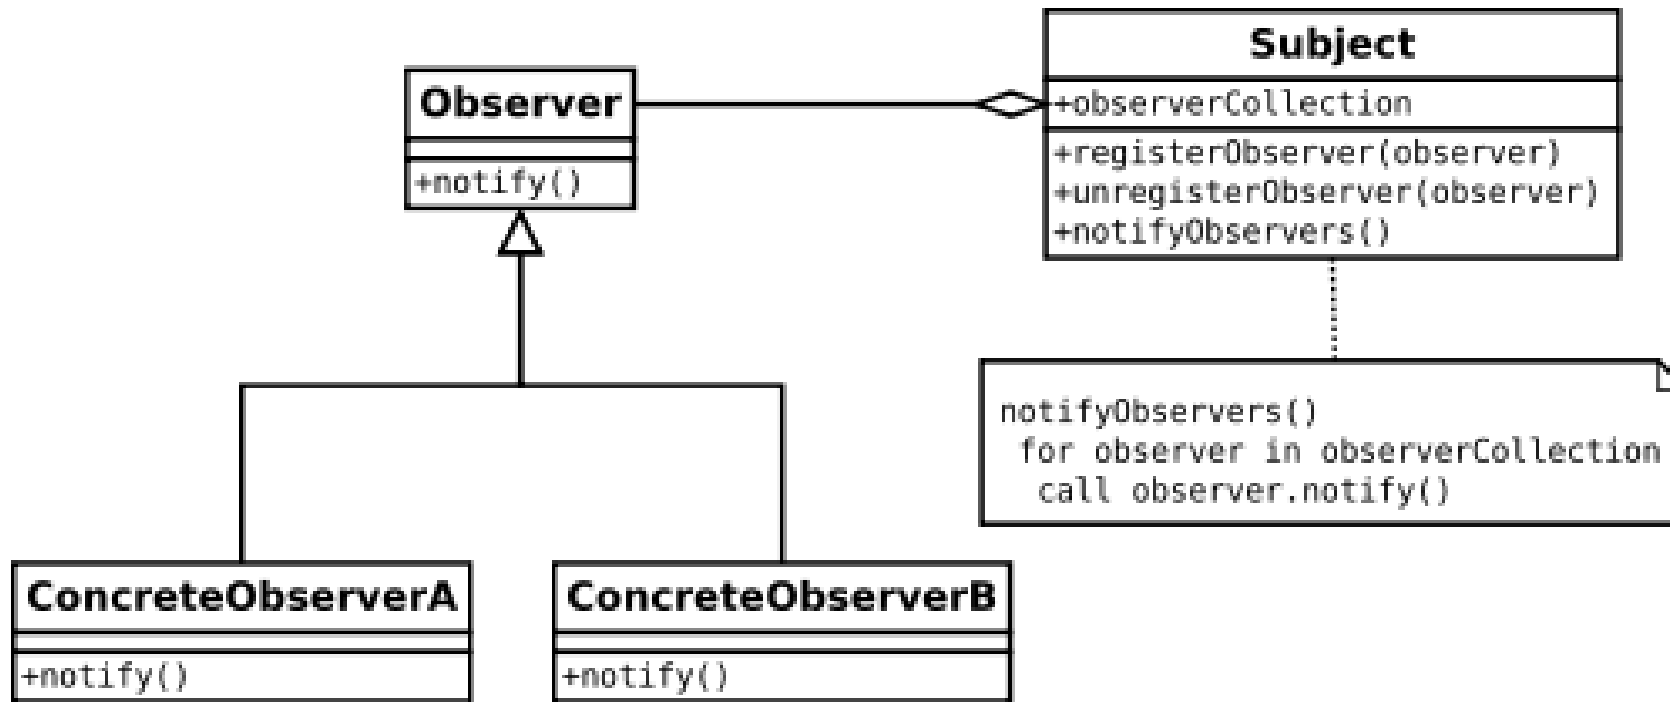 Subject
+observerCollection
+registerObserver(observer)
+unregisterObserver(observer)
+notifyObservers()
Observer
+notify()
notifyObservers()
for observer in observerCollection
call observer.notify()
ConcreteObserverA
+notify()
ConcreteObserverB
+notify()